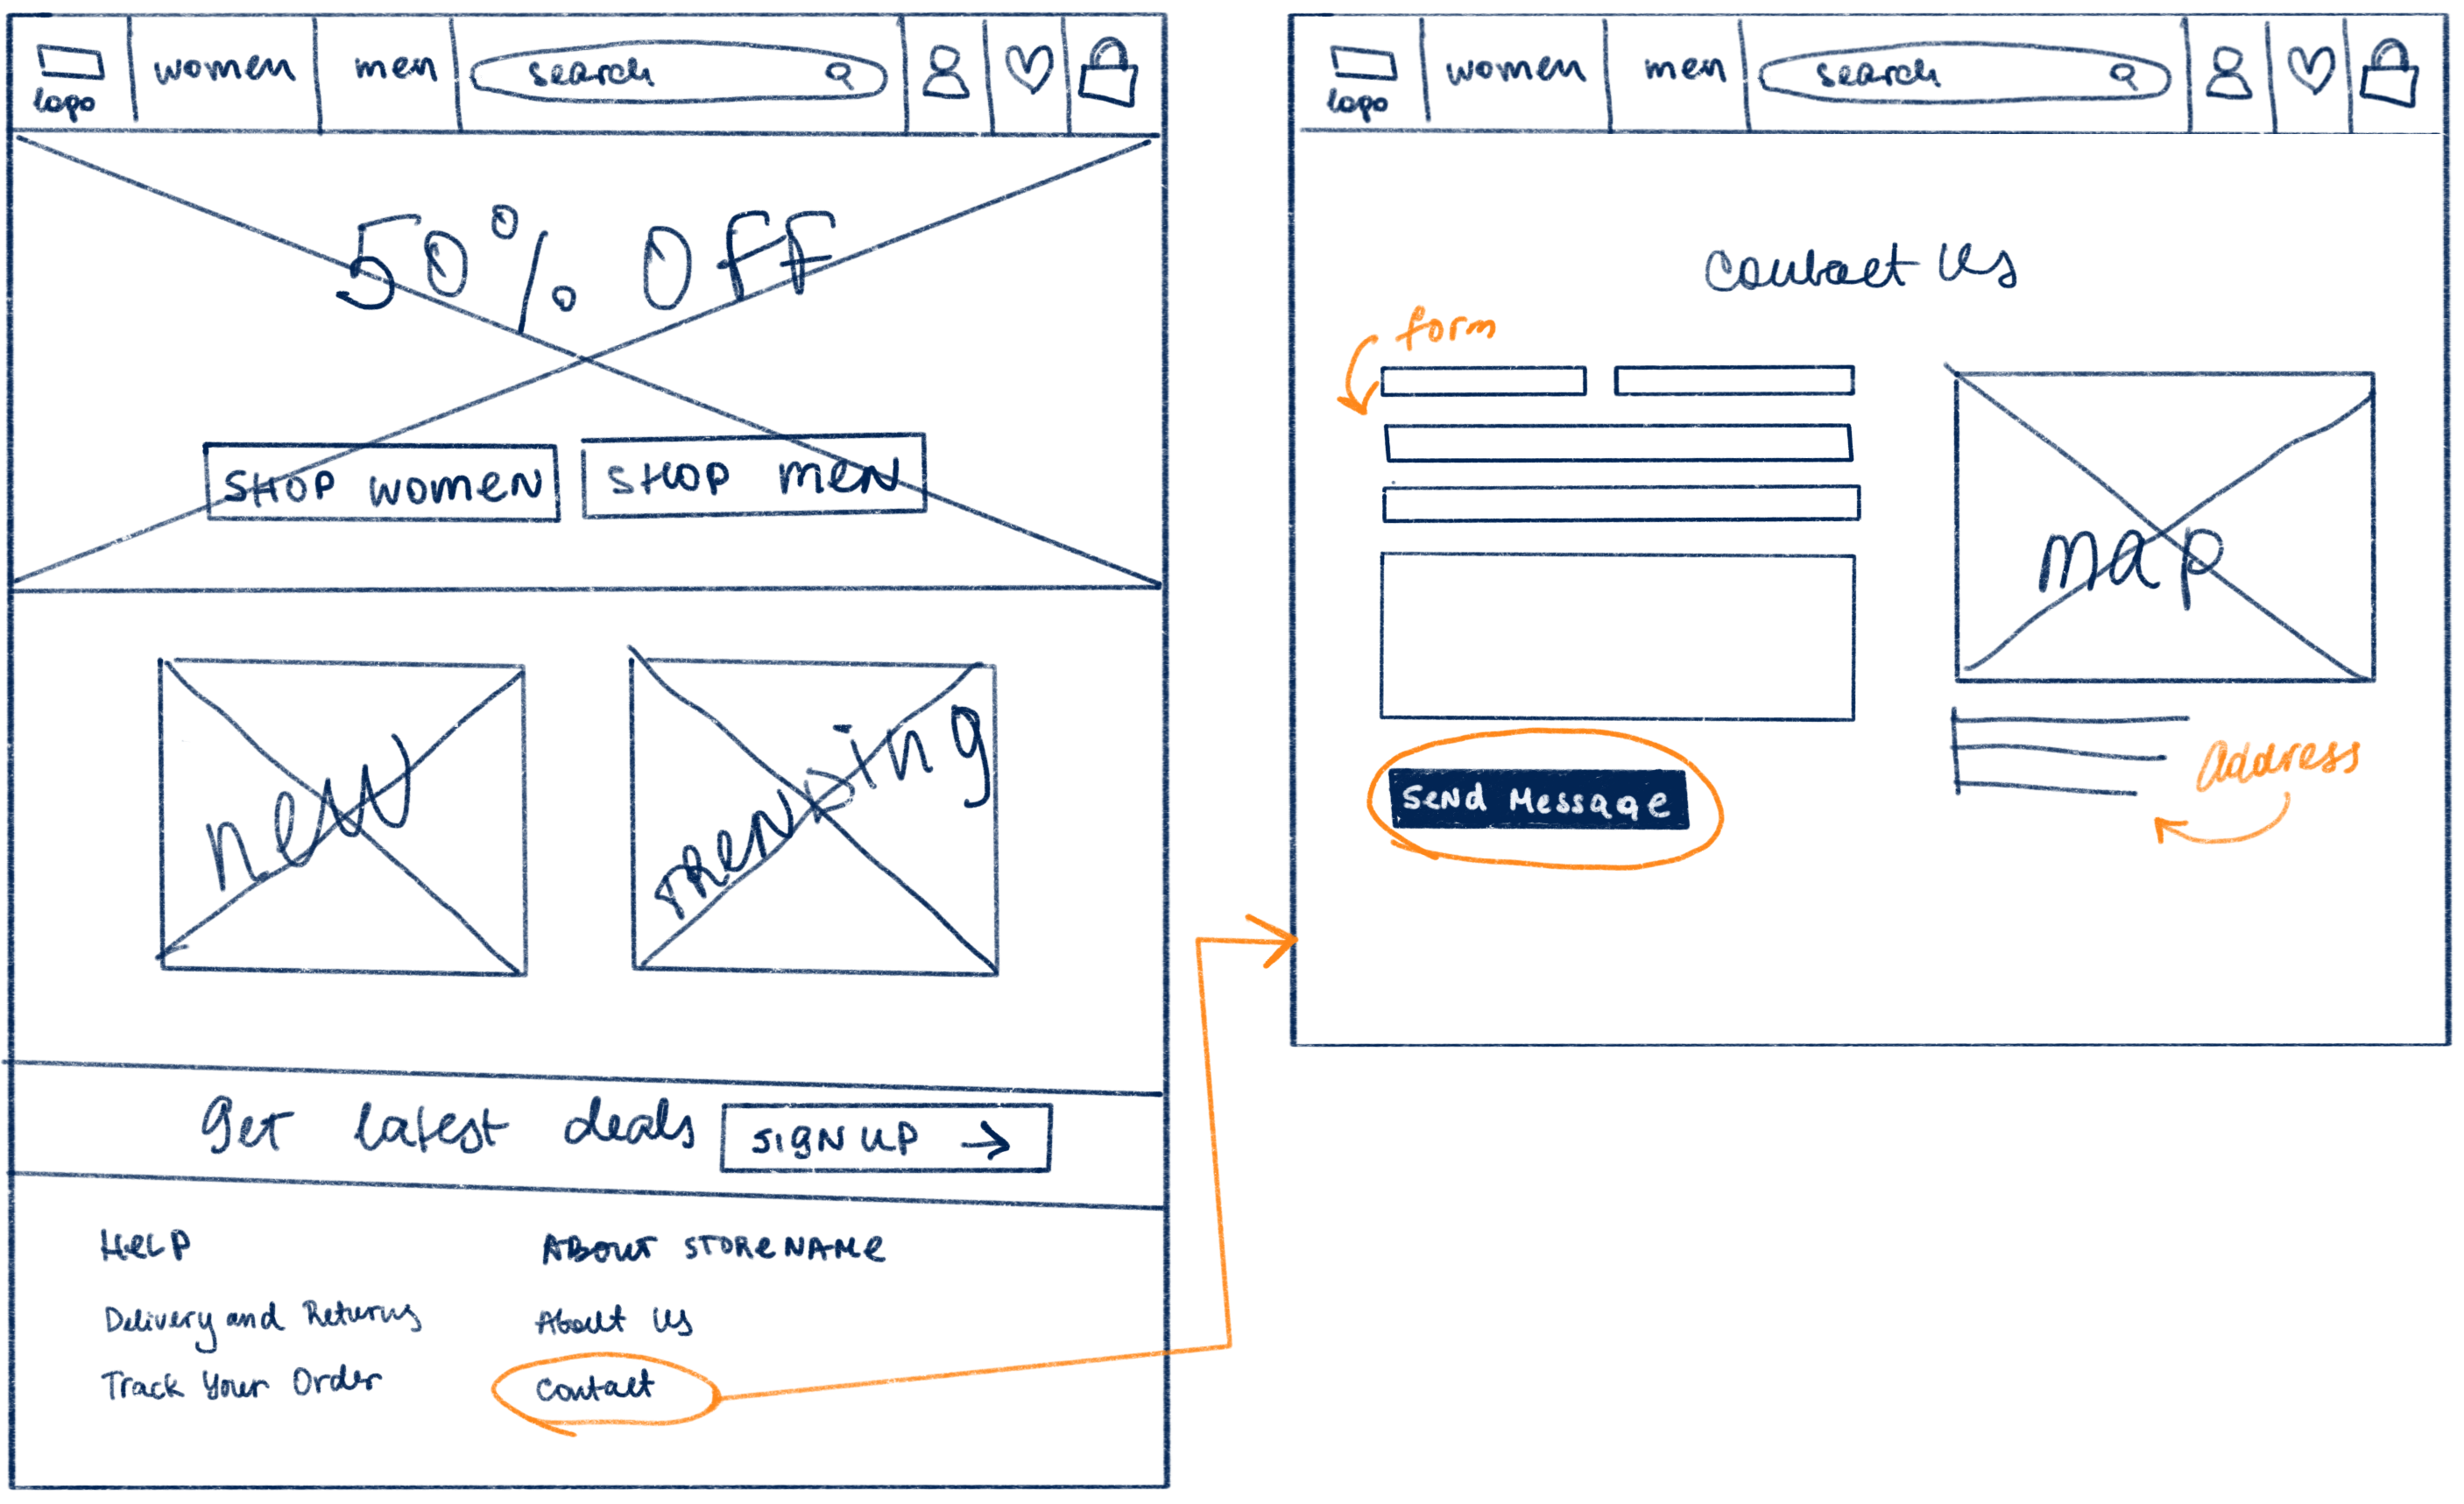 logo women men search
50% Off
SHOP WOMEN SHOP MEN
new Trending
Get latest deals SIGN UP →
HELP ABOUT STORENAME
Delivery and Returns About Us
Track Your Order Contact
logo women men search
Contact Us
form
map
Address
Send Message